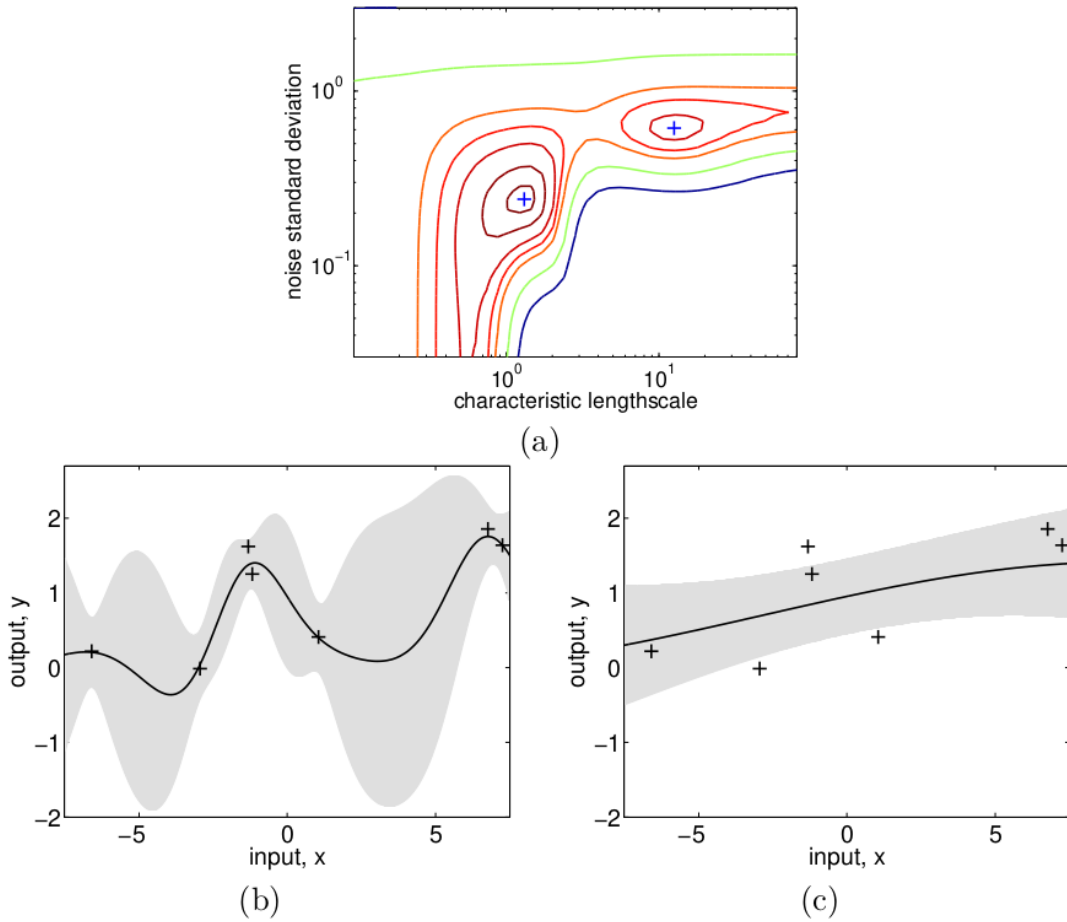 noise standard deviation
10^0
10^-1
10^0
10^1
characteristic lengthscale
(a)
output, y
2
1
0
−1
−2
−5
0
5
input, x
(b)
output, y
2
1
0
−1
−2
−5
0
5
input, x
(c)